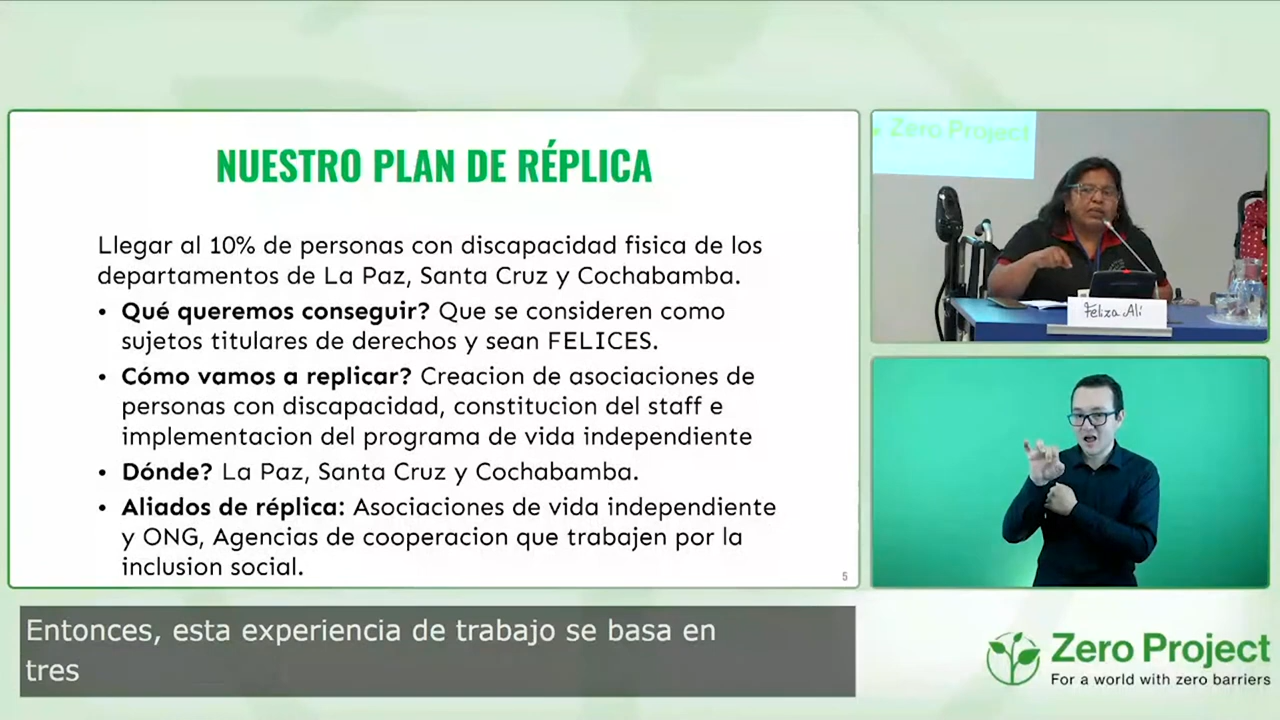 NUESTRO PLAN DE RÉPLICA
Llegar al 10% de personas con discapacidad fisica de los
departamentos de La Paz, Santa Cruz y Cochabamba.
• Qué queremos conseguir? Que se consideren como
sujetos titulares de derechos y sean FELICES.
• Cómo vamos a replicar? Creacion de asociaciones de
personas con discapacidad, constitucion del staff e
implementacion del programa de vida independiente
• Dónde? La Paz, Santa Cruz y Cochabamba.
• Aliados de réplica: Asociaciones de vida independiente
y ONG, Agencias de cooperacion que trabajen por la
inclusion social.
5
Zero Project
Feliza Ali
Entonces, esta experiencia de trabajo se basa en
tres
Zero Project
For a world with zero barriers